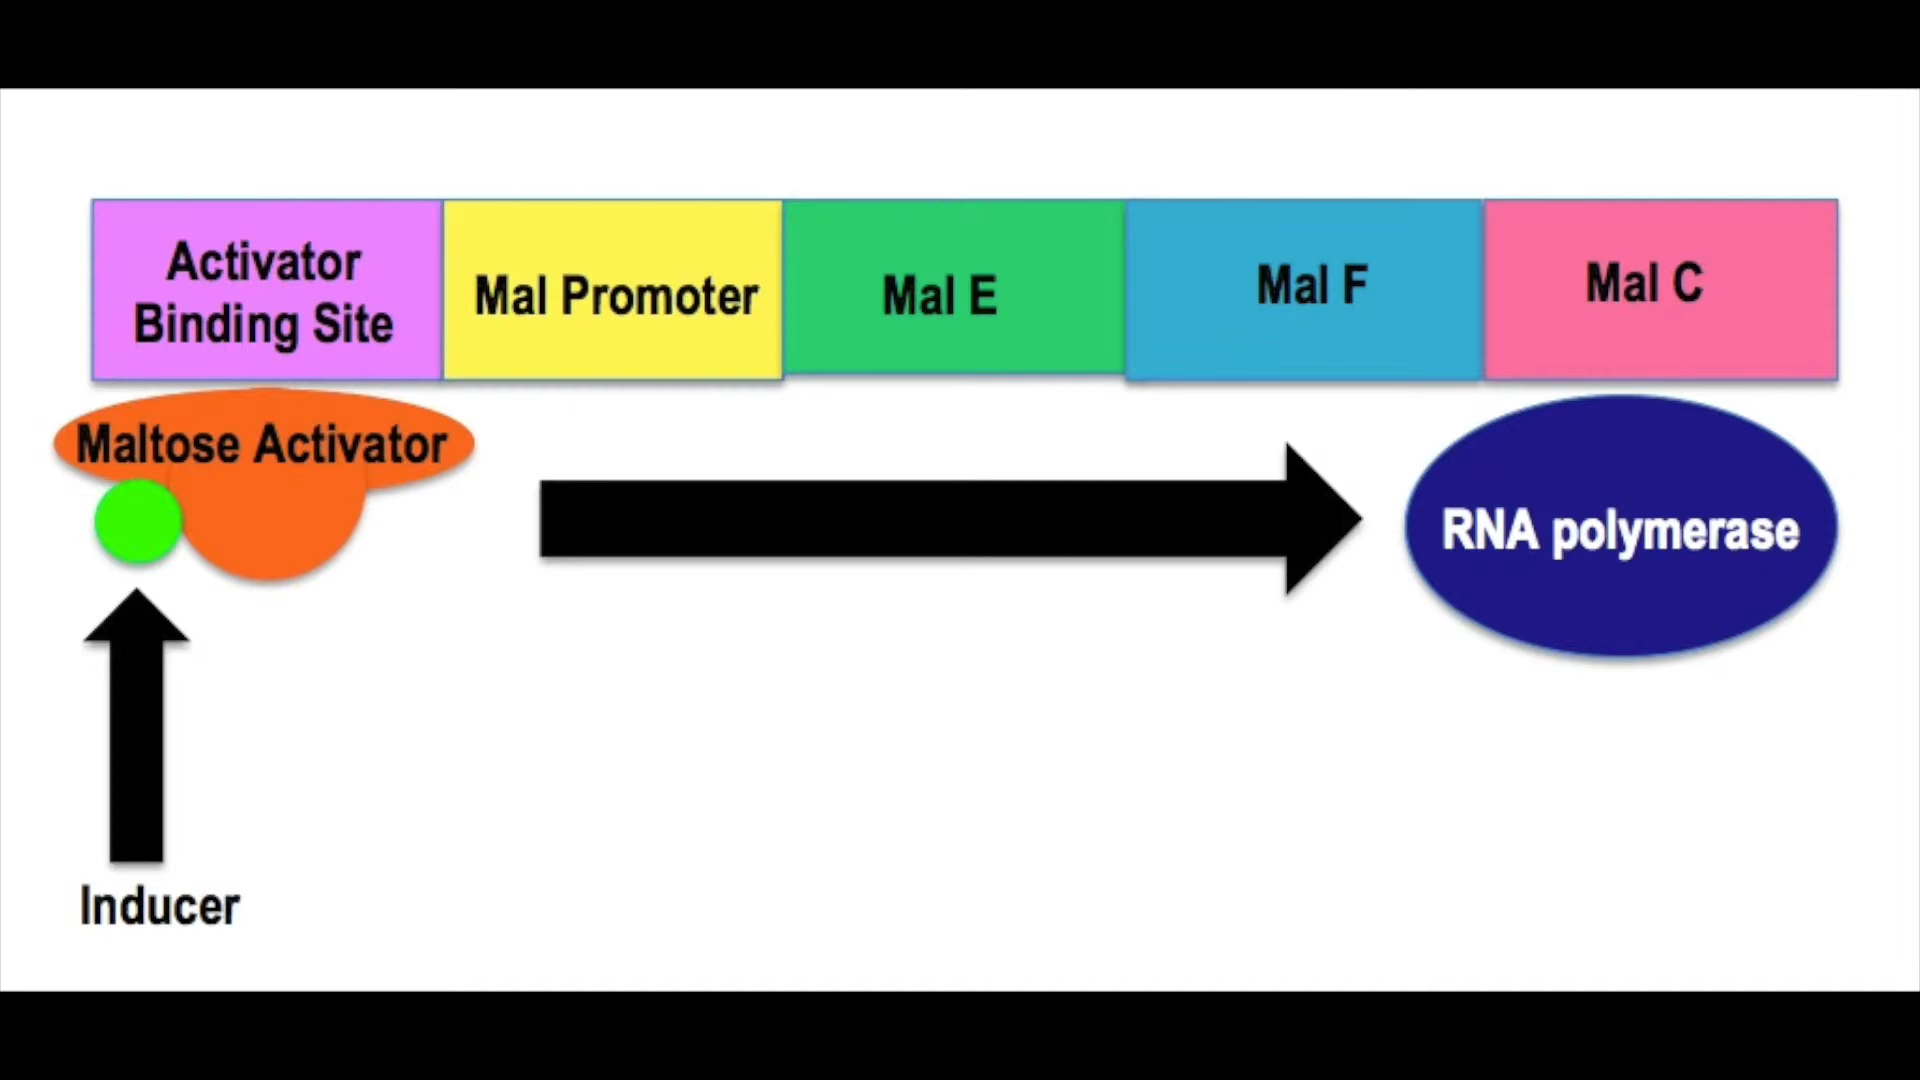 Activator
Binding Site
Mal Promoter
Mal E
Mal F
Mal C
Maltose Activator
RNA polymerase
Inducer